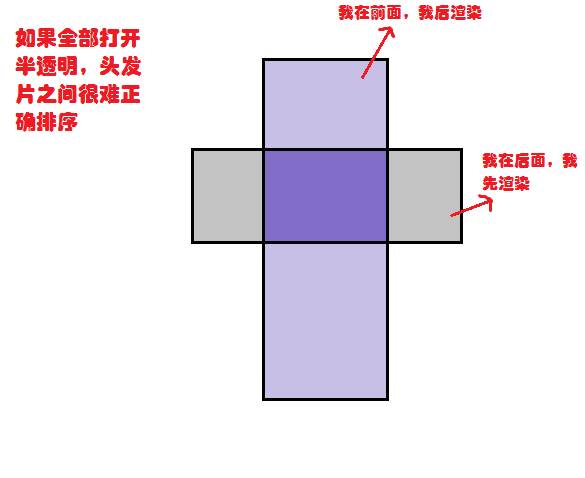 如果全部打开
半透明，头发
片之间很难正
确排序
我在前面，我后渲染
我在后面，我
先渲染